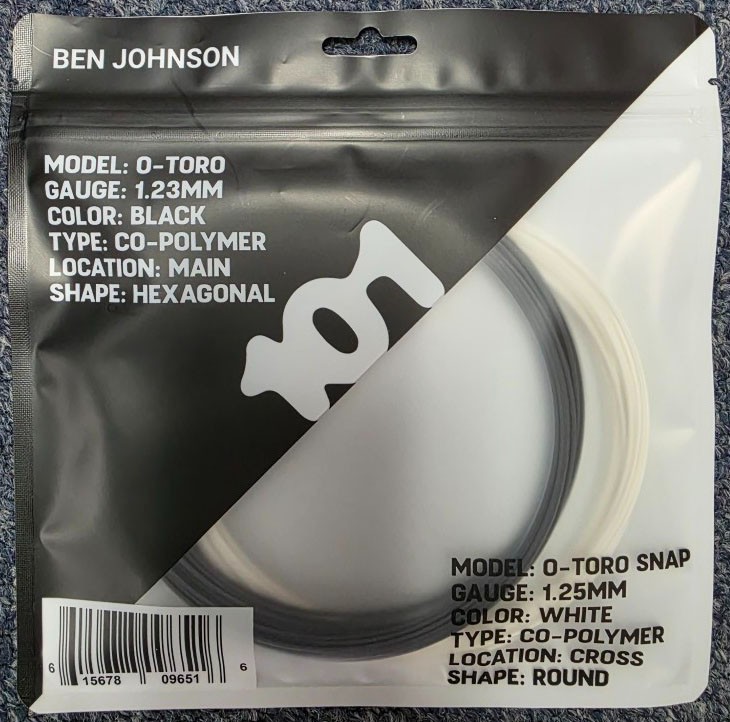 BEN JOHNSON
MODEL: O-TORO
GAUGE: 1.23MM
COLOR: BLACK
TYPE: CO-POLYMER
LOCATION: MAIN
SHAPE: HEXAGONAL
101
MODEL: O-TORO SNAP
GAUGE: 1.25MM
COLOR: WHITE
TYPE: CO-POLYMER
LOCATION: CROSS
SHAPE: ROUND
6 15678 09651 6